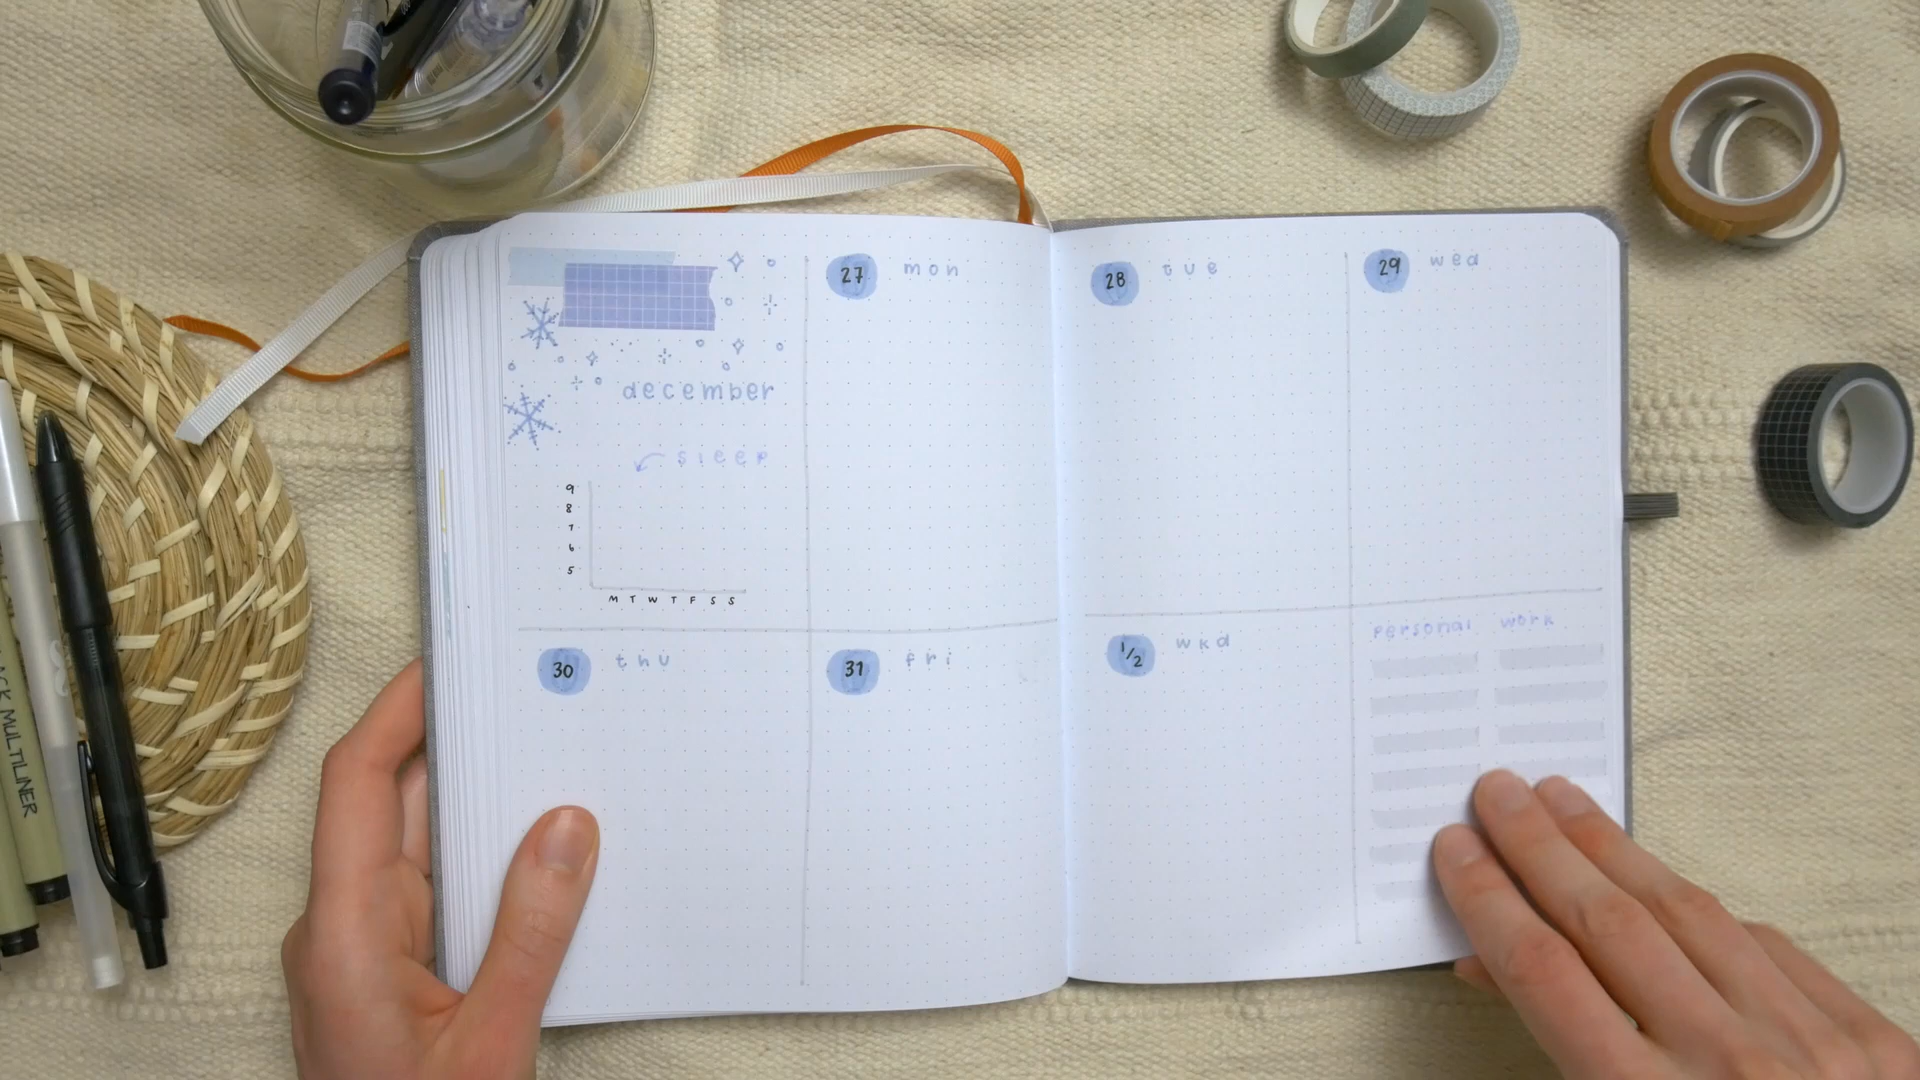 december
sleep
9
8
7
6
5
M T W T F S S
27 mon
30 thu
31 fri
28 tue
29 wed
1/2 wkd
personal work
MULTILINER